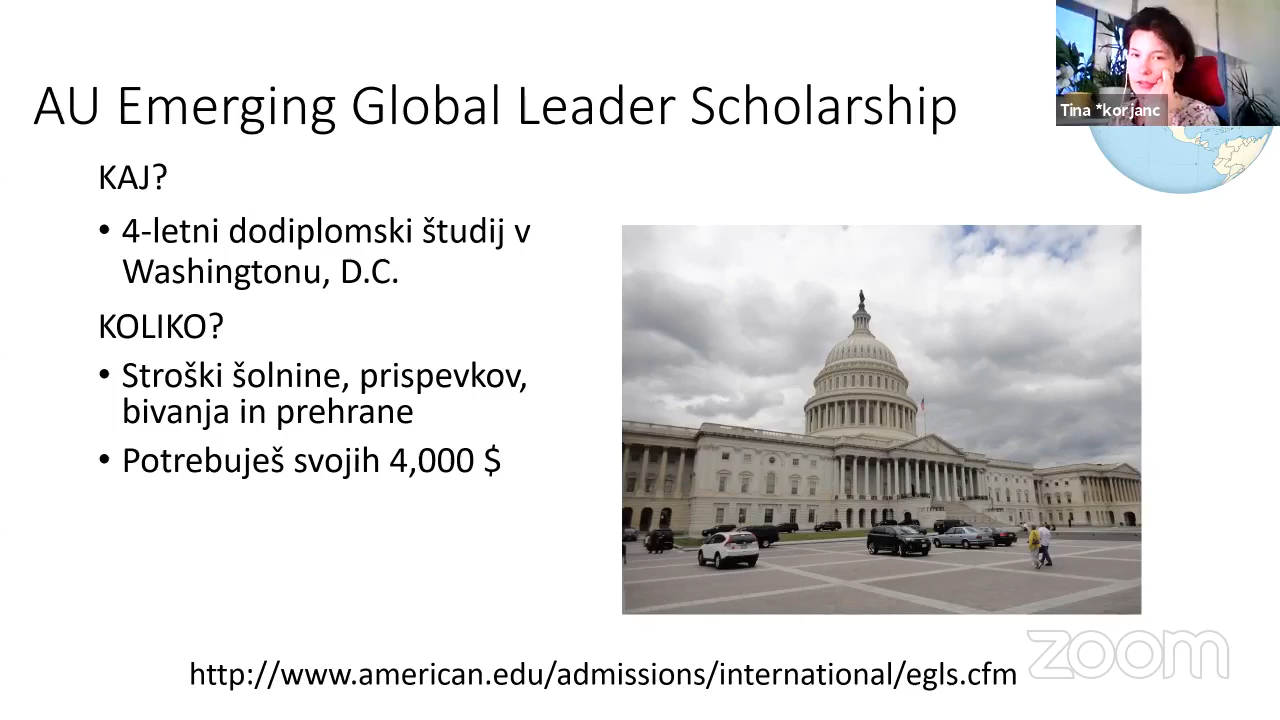 AU Emerging Global Leader Scholarship
Tina *korjanc
KAJ?
• 4-letni dodiplomski študij v
Washingtonu, D.C.
KOLIKO?
• Stroški šolnine, prispevkov,
bivanja in prehrane
• Potrebuješ svojih 4,000 $
http://www.american.edu/admissions/international/egls.cfm
zoom